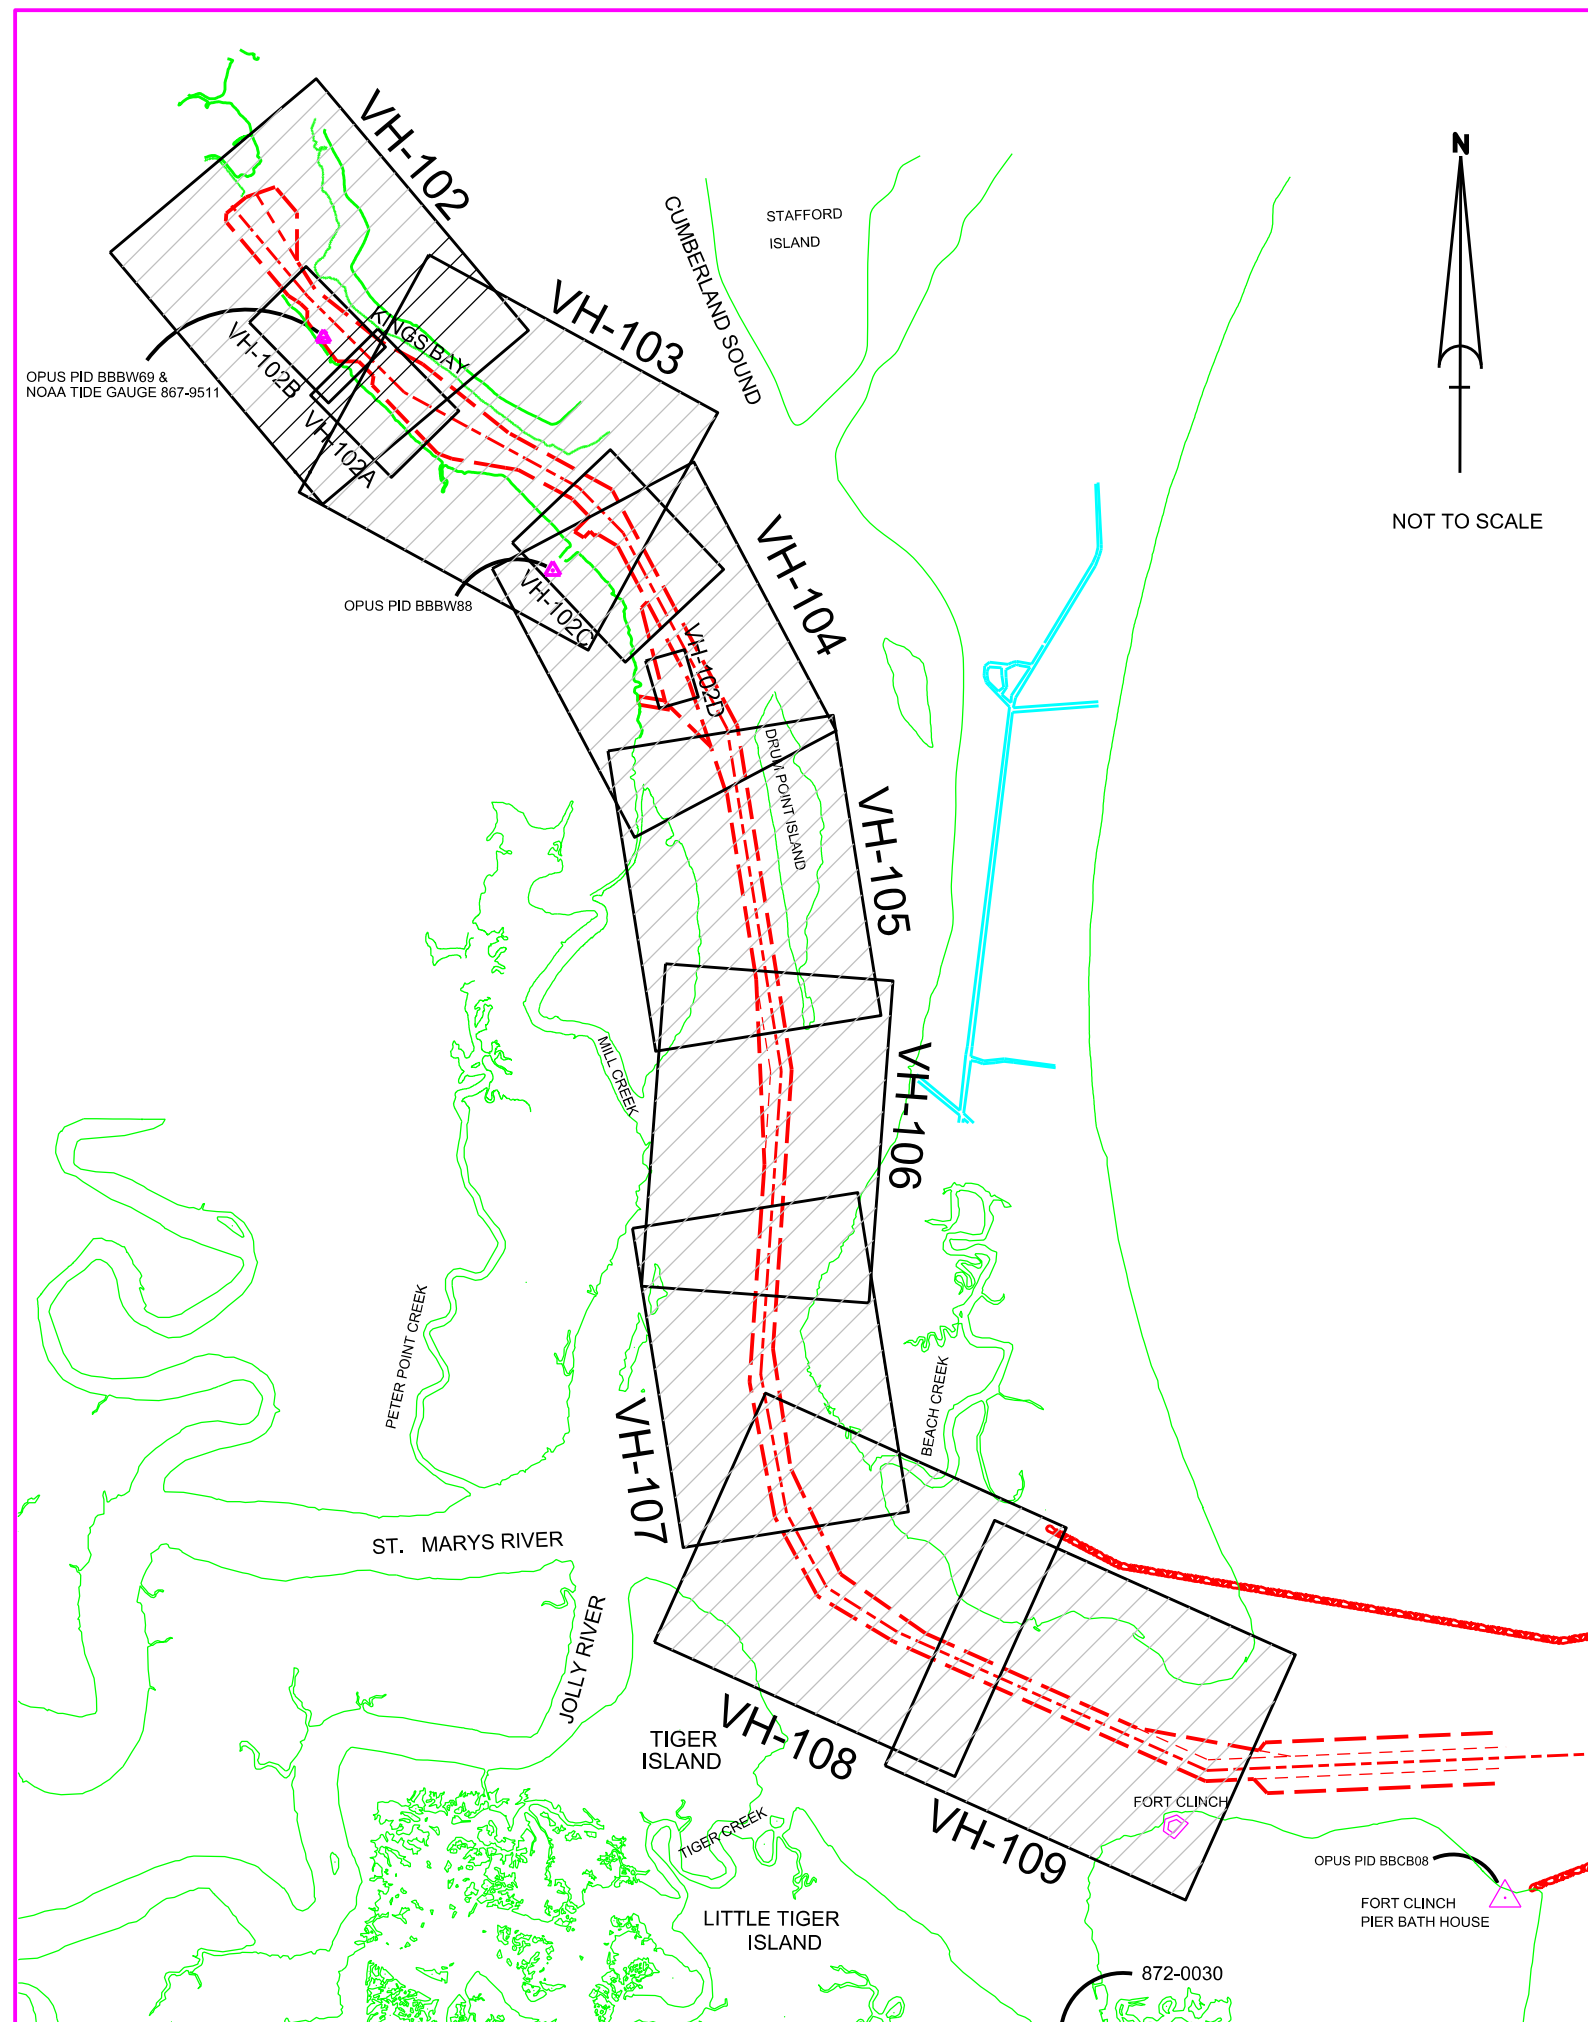 VH-102
N
CUMBERLAND SOUND
STAFFORD
ISLAND
VH-103
KINGS BAY
VH-102B
OPUS PID BBBW69 &
NOAA TIDE GAUGE 867-9511
VH-102A
NOT TO SCALE
VH-104
OPUS PID BBBW88
VH-102C
VH-102D
DRUM POINT ISLAND
VH-105
MILL CREEK
VH-106
PETER POINT CREEK
BEACH CREEK
VH-107
ST. MARYS RIVER
JOLLY RIVER
TIGER
ISLAND
VH-108
FORT CLINCH
TIGER CREEK
VH-109
OPUS PID BBCB08
FORT CLINCH
PIER BATH HOUSE
LITTLE TIGER
ISLAND
872-0030